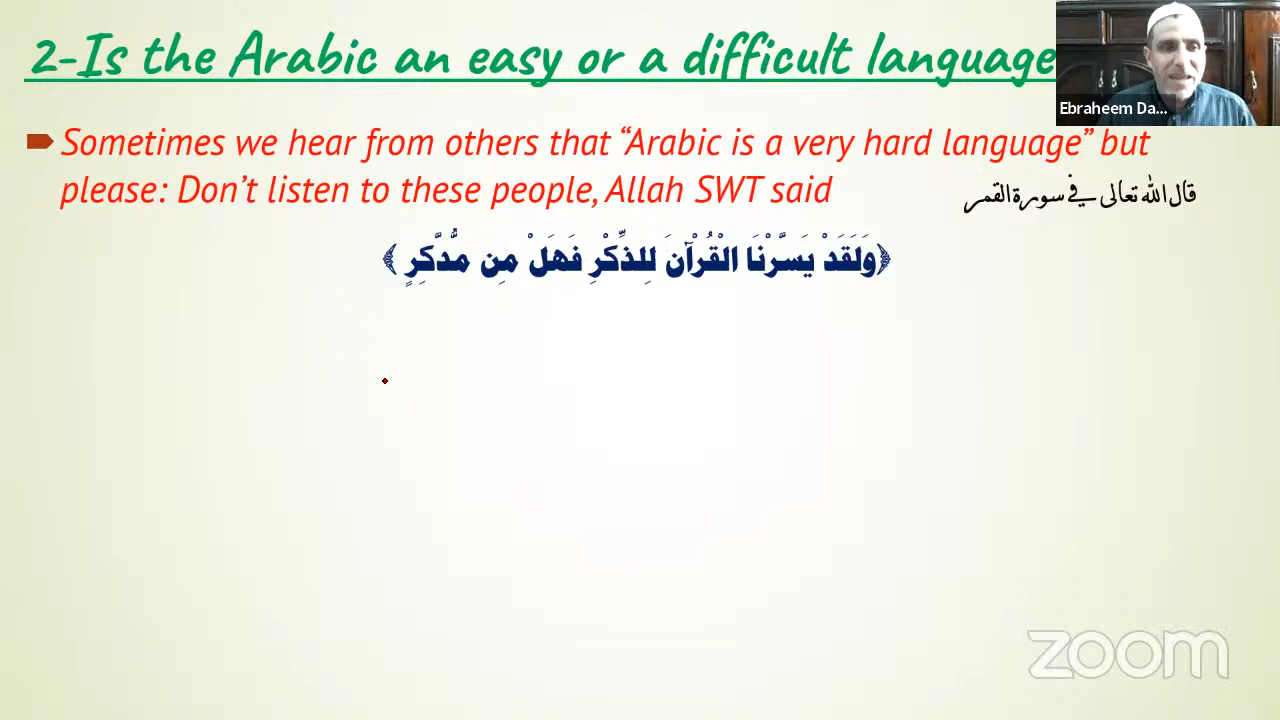 2-Is the Arabic an easy or a difficult language
Ebraheem Da...
Sometimes we hear from others that “Arabic is a very hard language” but
please: Don’t listen to these people, Allah SWT said
قال الله تعالى في سورة القمر
﴿وَلَقَدْ يَسَّرْنَا الْقُرْآنَ لِلذِّكْرِ فَهَلْ مِن مُّدَّكِرٍ ﴾
zoom